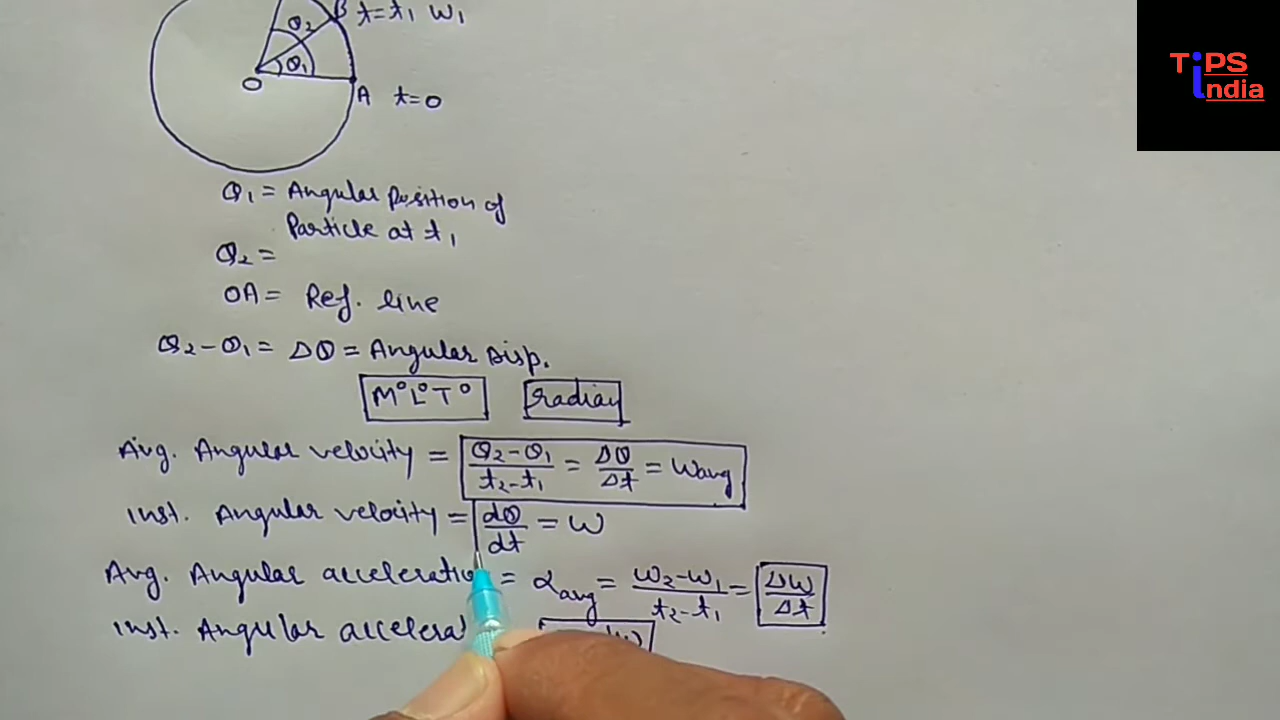 TiPS
India
θ₂ B t=t₁ ω₁
θ₁
O
A t=0
θ₁ = Angular Position of
Particle at t₁
θ₂ =
OA = Ref. line
θ₂-θ₁ = Δθ = Angular Disp.
M⁰L⁰T⁰ radian
Avg. Angular velocity = θ₂-θ₁/t₂-t₁ = Δθ/Δt = ωavg
Inst. Angular velocity = dθ/dt = ω
Avg. Angular acceleration = αavg = ω₂-ω₁/t₂-t₁ = Δω/Δt
Inst. Angular